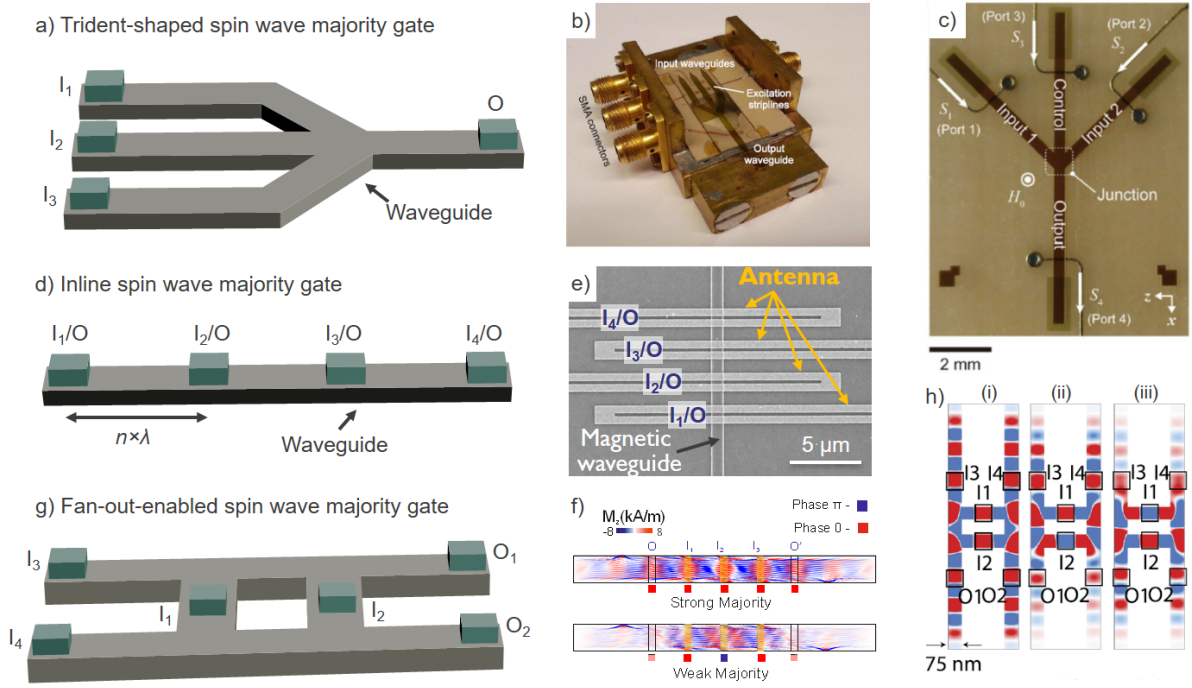 a) Trident-shaped spin wave majority gate
I1
I2
I3
O
Waveguide
b)
Input waveguides
Excitation
striplines
SMA connectors
Output
waveguide
c)
(Port 3)
S3
(Port 2)
S2
S1
(Port 1)
Input 1
Control
Input 2
H0
Junction
Output
S4
(Port 4)
z
x
2 mm
d) Inline spin wave majority gate
I1/O
I2/O
I3/O
I4/O
n×λ
Waveguide
e)
Antenna
I4/O
I3/O
I2/O
I1/O
Magnetic
waveguide
5 µm
f)
Phase π -
Phase 0 -
Mz(kA/m)
-8 8
O I1 I2 I3 O'
Strong Majority
Weak Majority
g) Fan-out-enabled spin wave majority gate
I3
O1
I1
I2
I4
O2
h)
(i) (ii) (iii)
I3 I4 I3 I4 I3 I4
I1 I1 I1
I2 I2 I2
O1O2 O1O2 O1O2
75 nm